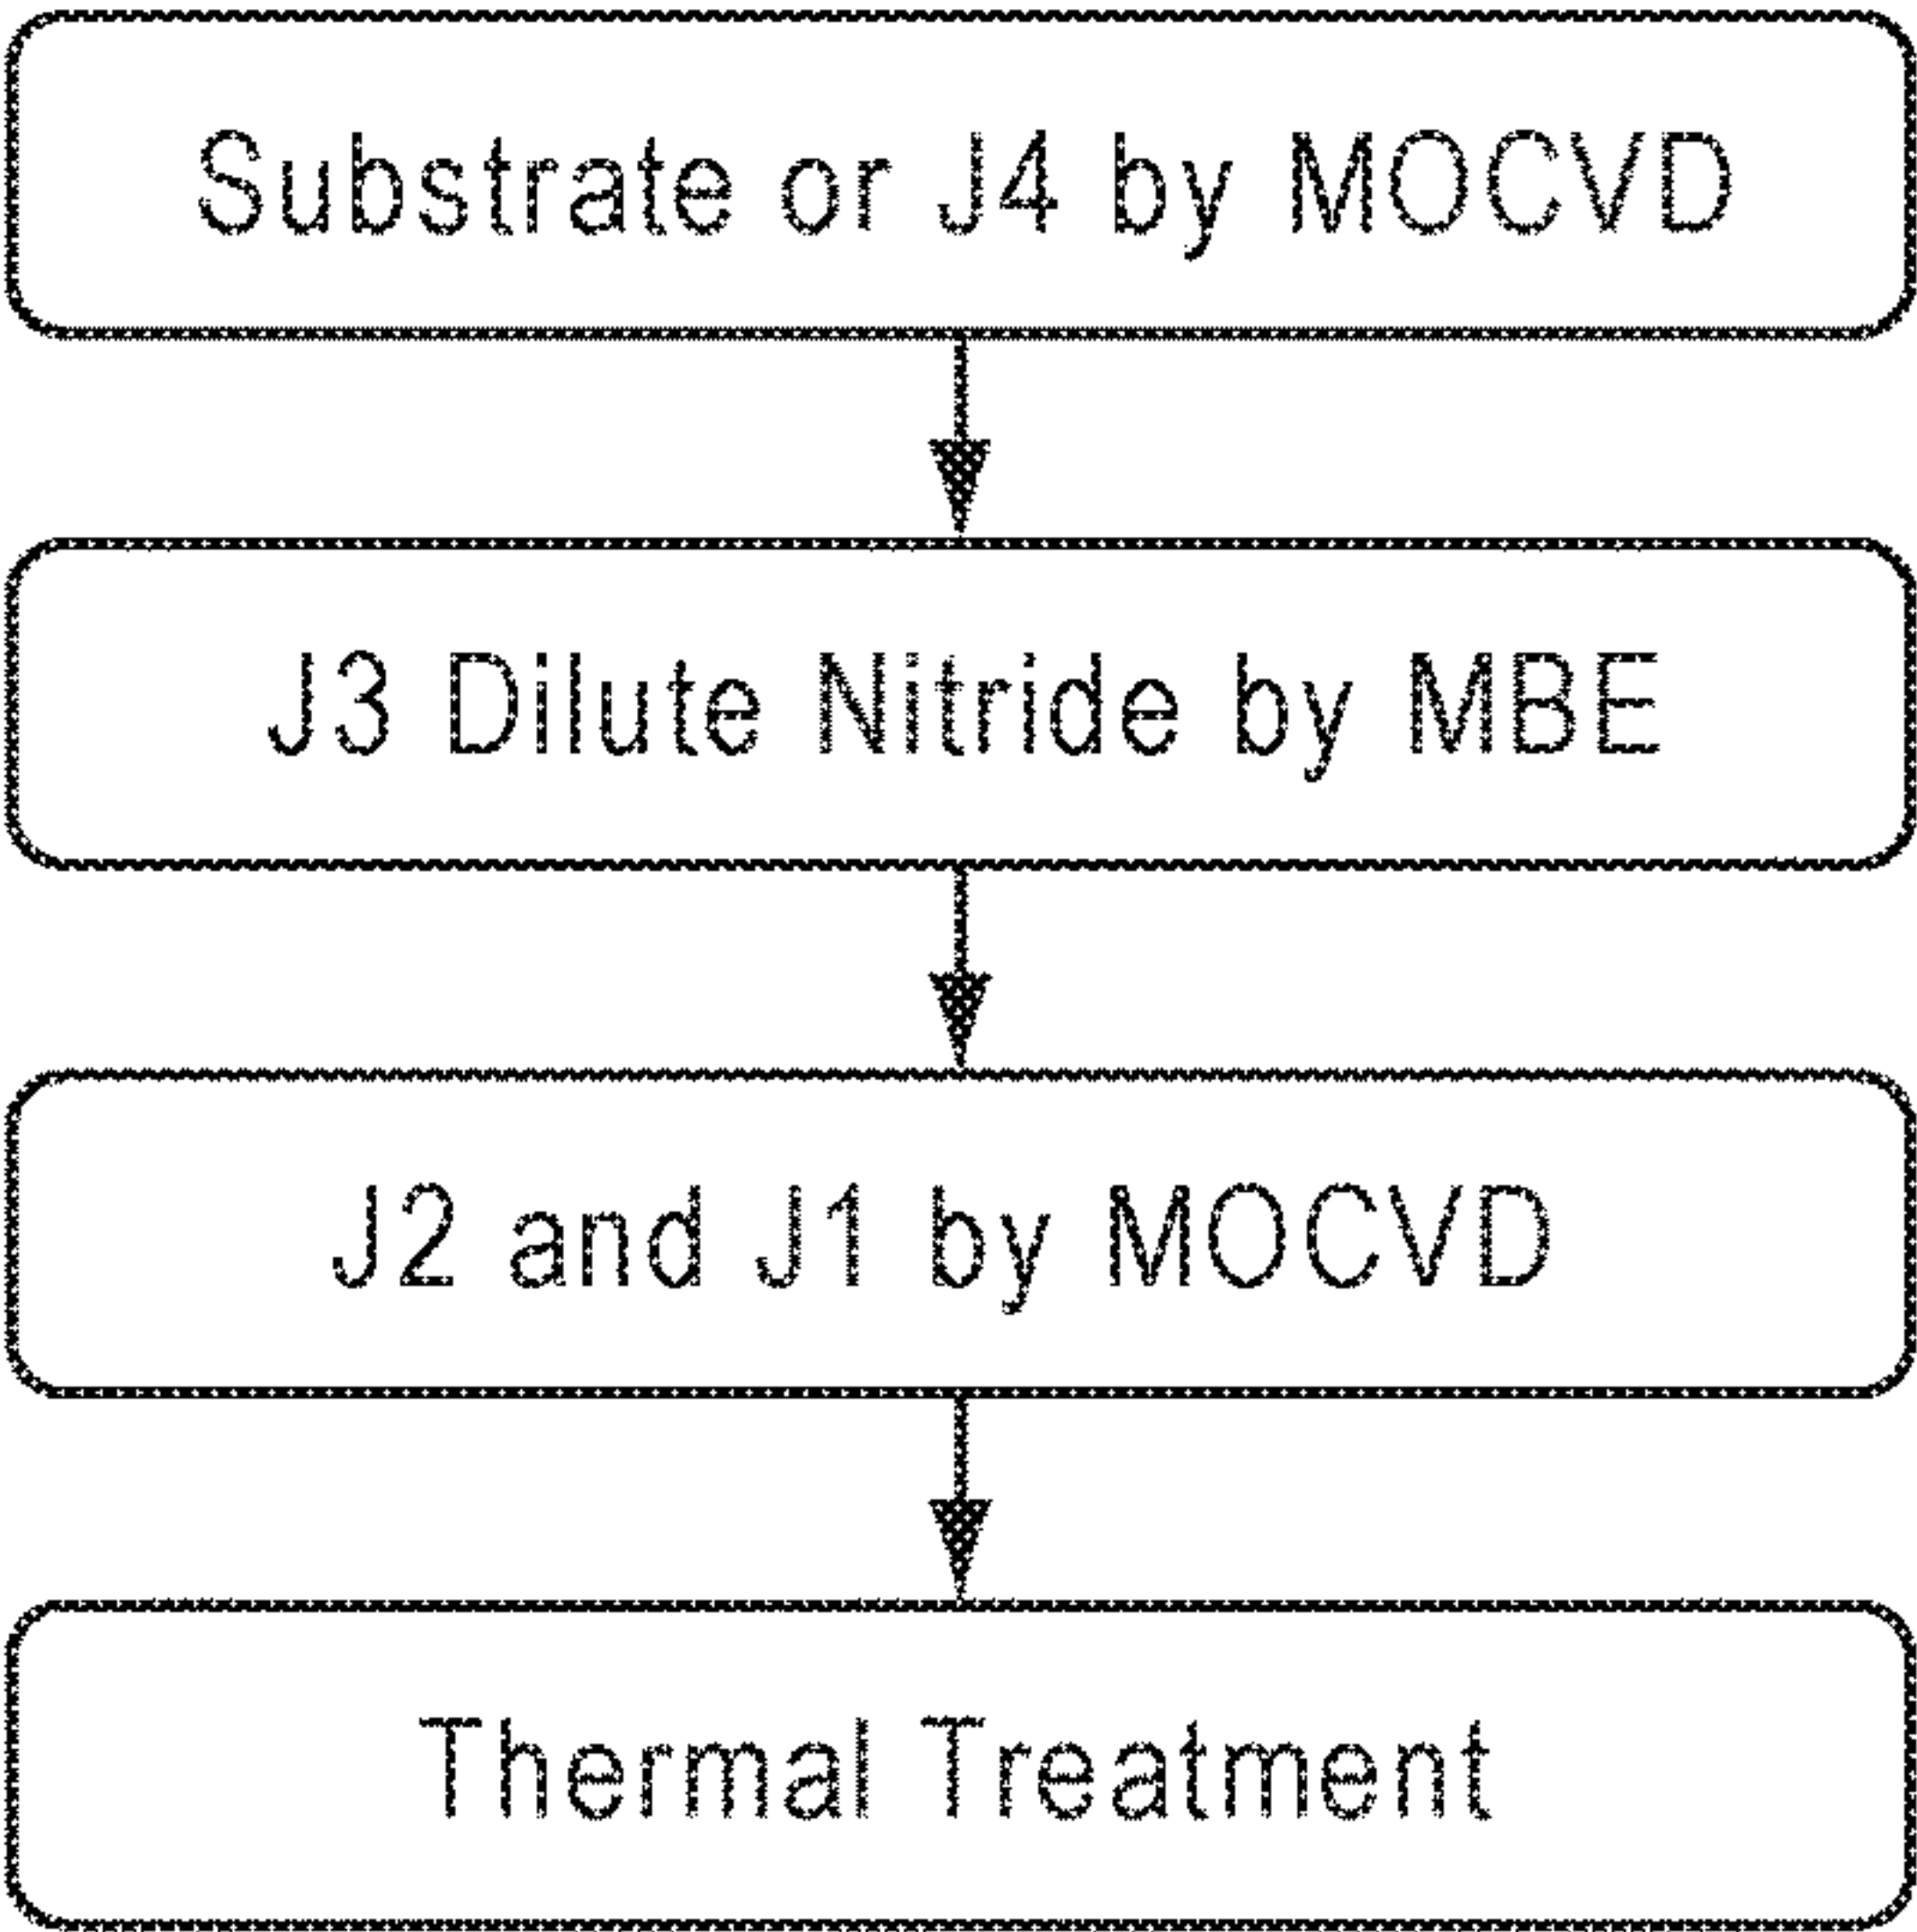 Substrate or J4 by MOCVD
J3 Dilute Nitride by MBE
J2 and J1 by MOCVD
Thermal Treatment